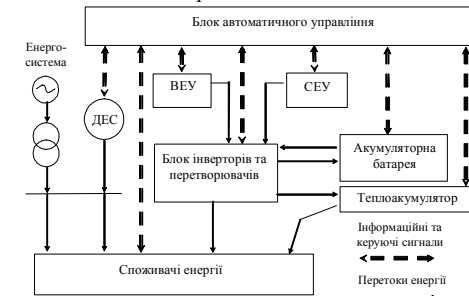 Блок автоматичного управління
Енерго-
система
ВЕУ
СЕУ
ДЕС
Блок інверторів та
перетворювачів
Акумуляторна
батарея
Теплоакумулятор
Інформаційні та
керуючі сигнали
Споживачі енергії
Перетоки енергії